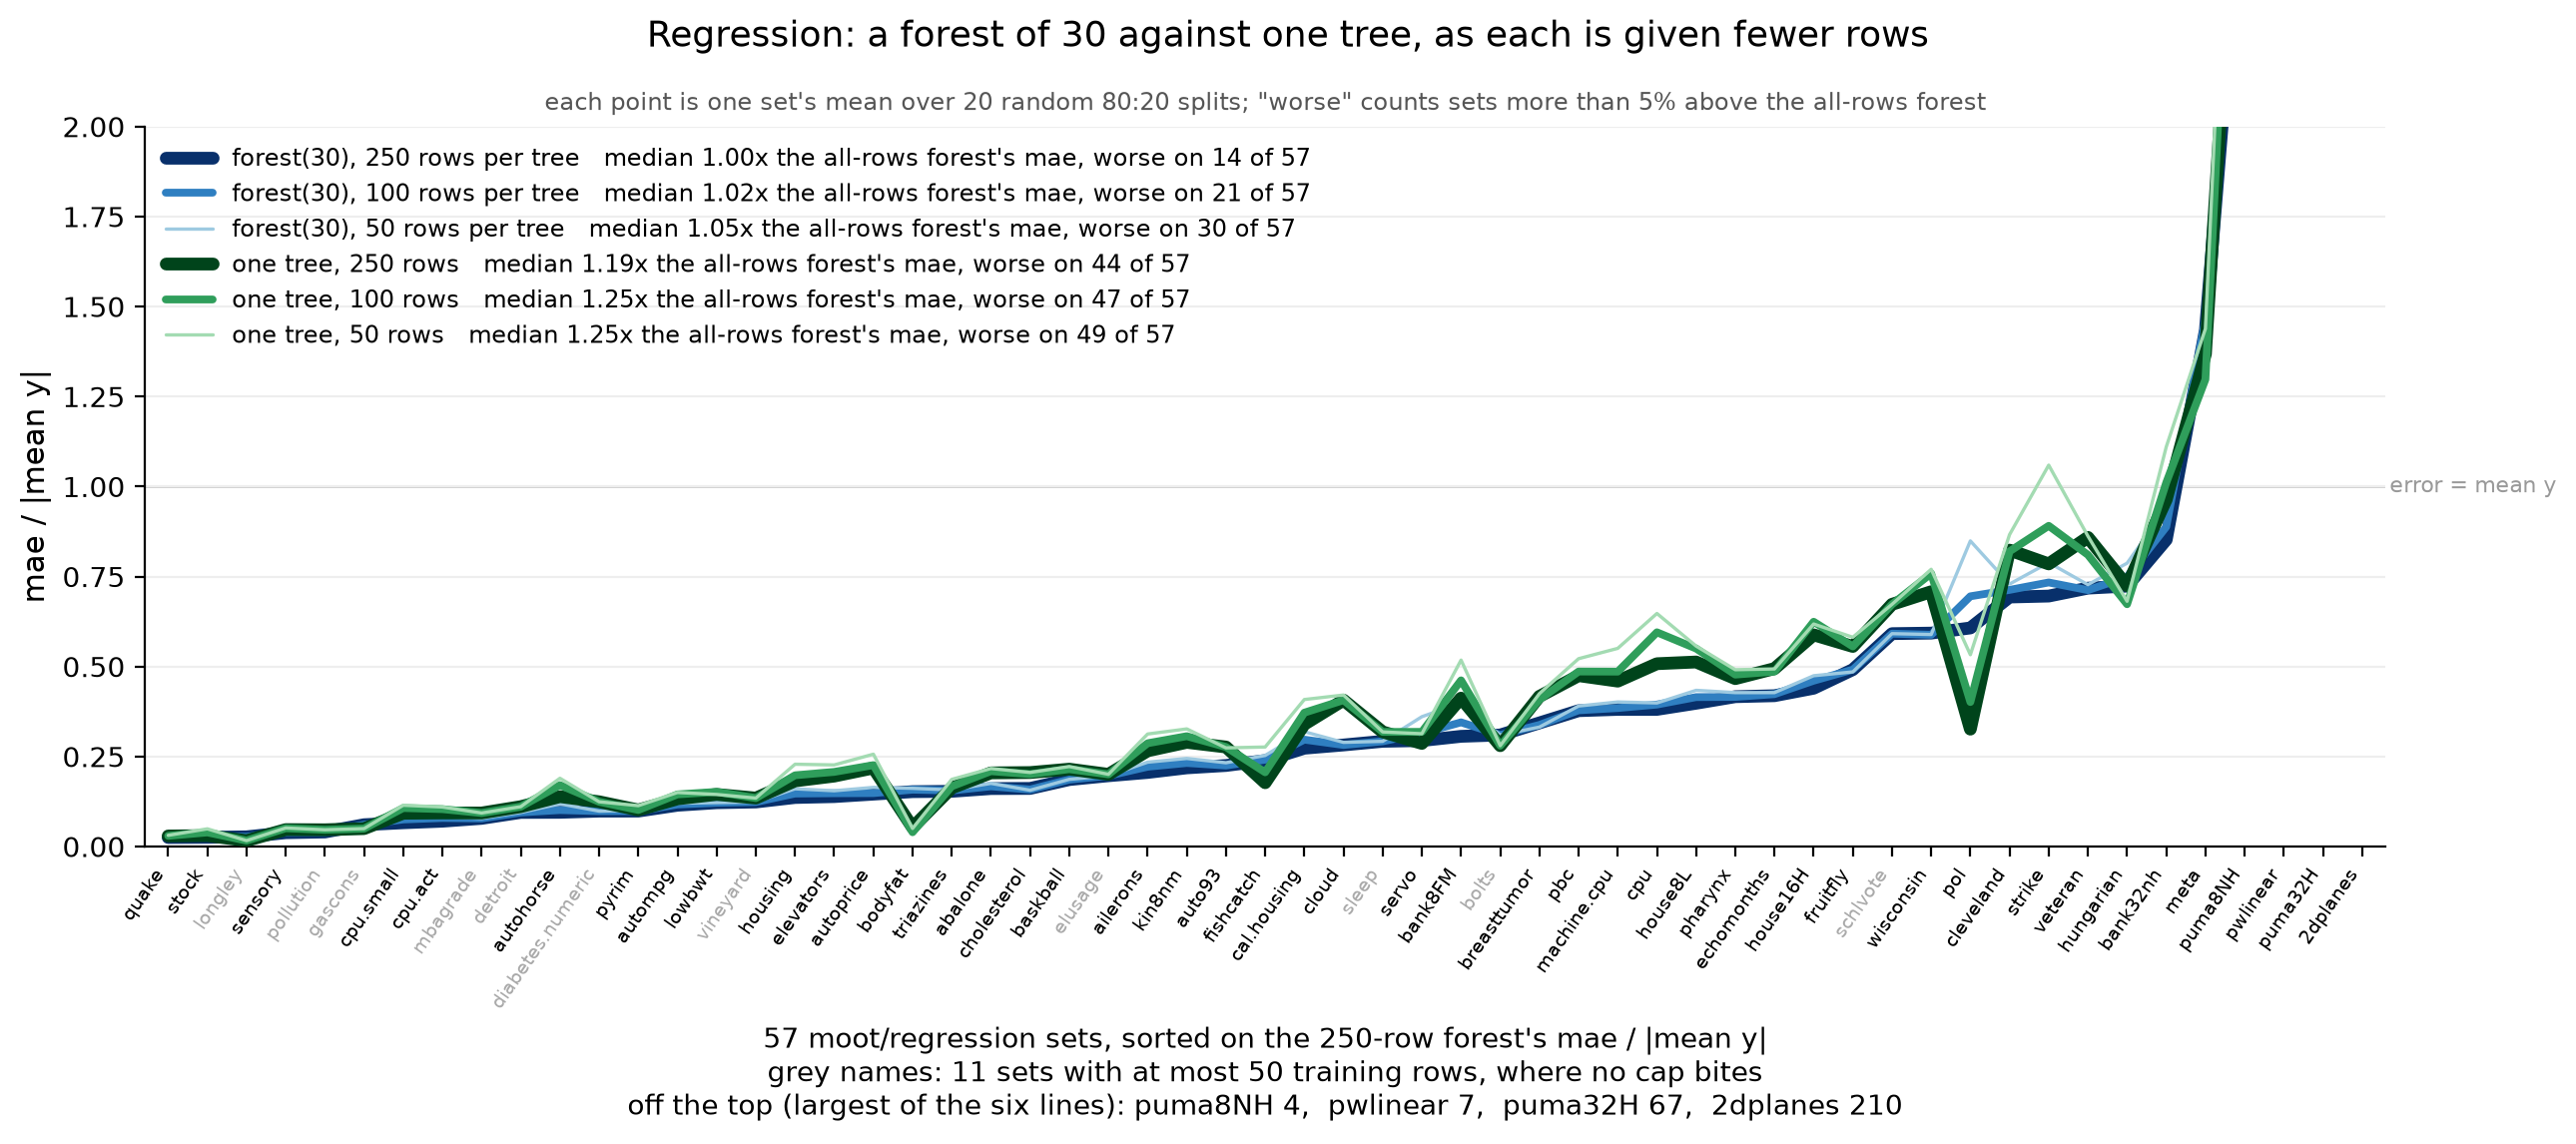 Regression: a forest of 30 against one tree, as each is given fewer rows
each point is one set's mean over 20 random 80:20 splits; "worse" counts sets more than 5% above the all-rows forest
2.00
1.75
1.50
1.25
1.00
0.75
0.50
0.25
0.00
mae / |mean y|
forest(30), 250 rows per tree   median 1.00x the all-rows forest's mae, worse on 14 of 57
forest(30), 100 rows per tree   median 1.02x the all-rows forest's mae, worse on 21 of 57
forest(30), 50 rows per tree   median 1.05x the all-rows forest's mae, worse on 30 of 57
one tree, 250 rows   median 1.19x the all-rows forest's mae, worse on 44 of 57
one tree, 100 rows   median 1.25x the all-rows forest's mae, worse on 47 of 57
one tree, 50 rows   median 1.25x the all-rows forest's mae, worse on 49 of 57
error = mean y
quake
stock
longley
sensory
pollution
gascons
cpu.small
cpu.act
mbagrade
detroit
autohorse
diabetes.numeric
pyrim
autompg
lowbwt
vineyard
housing
elevators
autoprice
bodyfat
triazines
abalone
cholesterol
baskball
elusage
ailerons
kin8nm
auto93
fishcatch
cal.housing
cloud
sleep
servo
bank8FM
bolts
breasttumor
pbc
machine.cpu
cpu
house8L
pharynx
echomonths
house16H
fruitfly
schlvote
wisconsin
pol
cleveland
strike
veteran
hungarian
bank32nh
meta
puma8NH
pwlinear
puma32H
2dplanes
57 moot/regression sets, sorted on the 250-row forest's mae / |mean y|
grey names: 11 sets with at most 50 training rows, where no cap bites
off the top (largest of the six lines): puma8NH 4,  pwlinear 7,  puma32H 67,  2dplanes 210